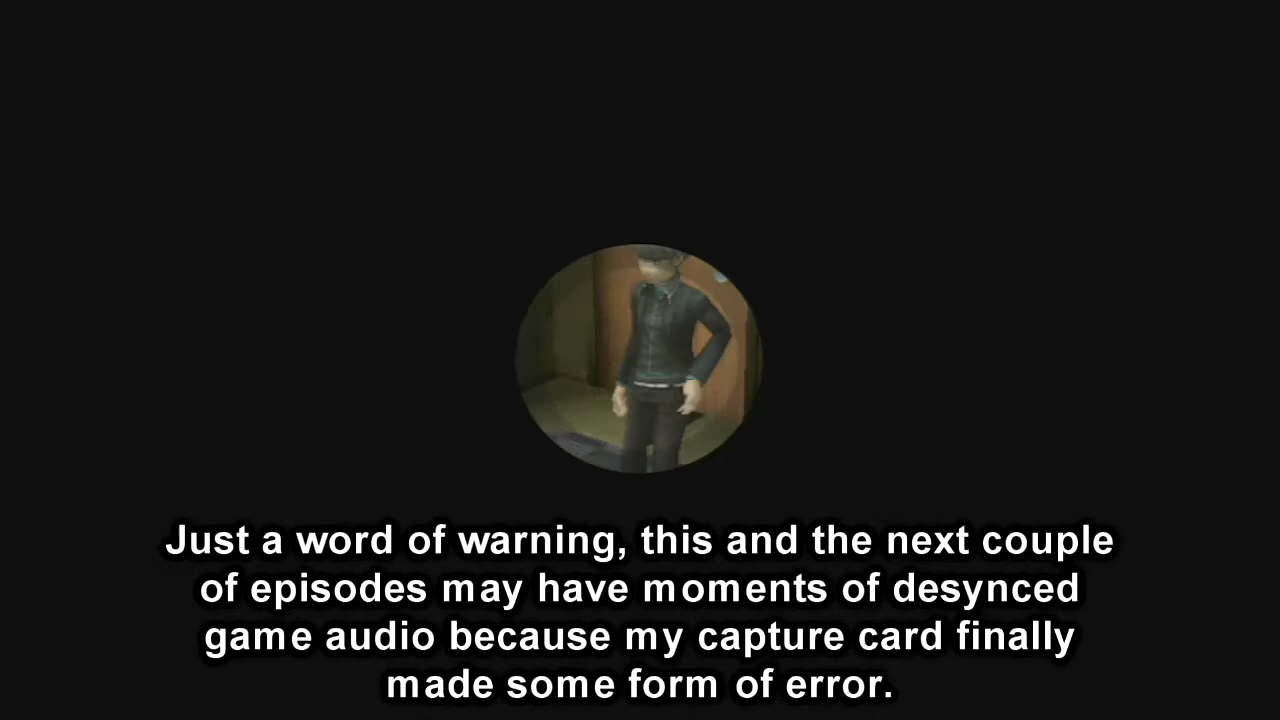 Just a word of warning, this and the next couple
of episodes may have moments of desynced
game audio because my capture card finally
made some form of error.